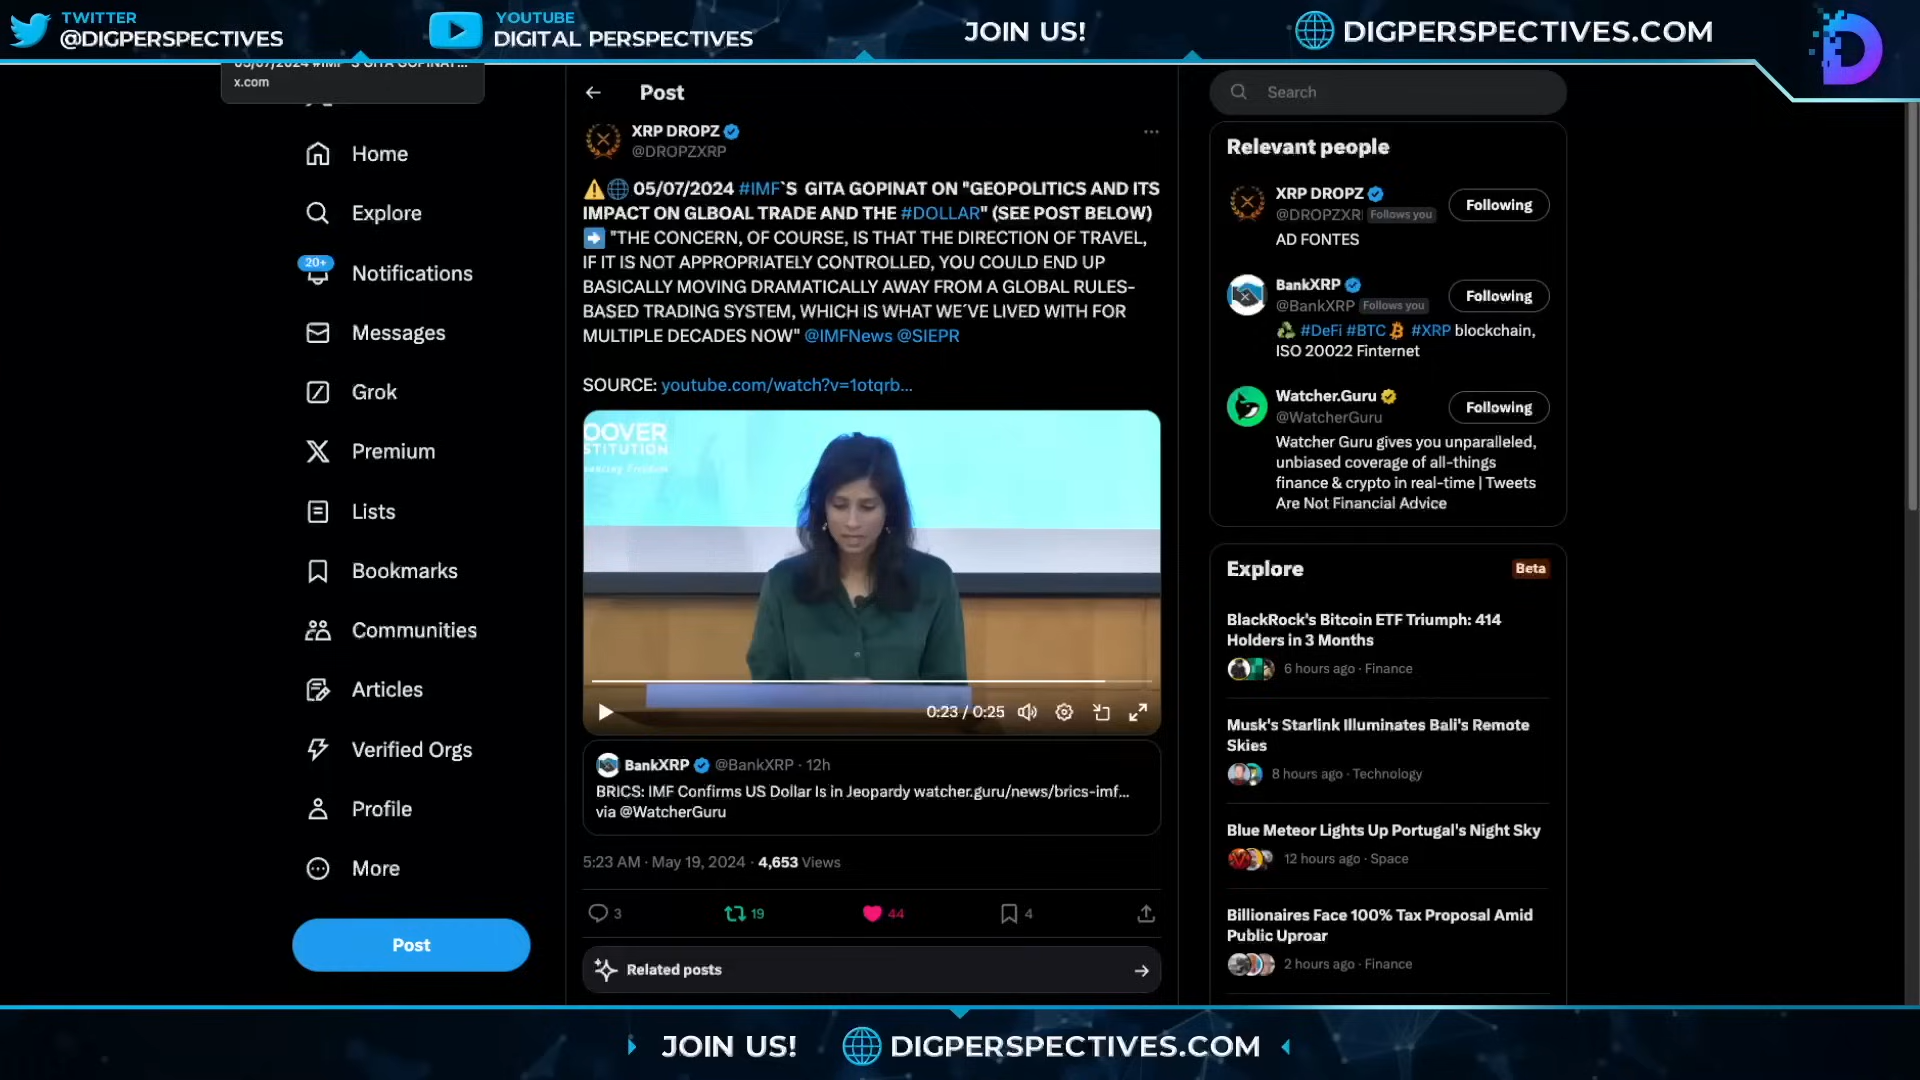 TWITTER
@DIGPERSPECTIVES
YOUTUBE
DIGITAL PERSPECTIVES
JOIN US!
DIGPERSPECTIVES.COM
x.com
Home
Explore
20+
Notifications
Messages
Grok
Premium
Lists
Bookmarks
Communities
Articles
Verified Orgs
Profile
More
Post
Post
XRP DROPZ
@DROPZXRP
05/07/2024 #IMF`S GITA GOPINAT ON "GEOPOLITICS AND ITS
IMPACT ON GLBOAL TRADE AND THE #DOLLAR" (SEE POST BELOW)
"THE CONCERN, OF COURSE, IS THAT THE DIRECTION OF TRAVEL,
IF IT IS NOT APPROPRIATELY CONTROLLED, YOU COULD END UP
BASICALLY MOVING DRAMATICALLY AWAY FROM A GLOBAL RULES-
BASED TRADING SYSTEM, WHICH IS WHAT WE´VE LIVED WITH FOR
MULTIPLE DECADES NOW" @IMFNews @SIEPR
SOURCE: youtube.com/watch?v=1otqrb...
OOVER
STITUTION
0:23 / 0:25
BankXRP @BankXRP · 12h
BRICS: IMF Confirms US Dollar Is in Jeopardy watcher.guru/news/brics-imf...
via @WatcherGuru
5:23 AM · May 19, 2024 · 4,653 Views
3 19 44 4
Related posts
Search
Relevant people
XRP DROPZ
@DROPZXRI Follows you
Following
AD FONTES
BankXRP
@BankXRP Follows you
Following
#DeFi #BTC #XRP blockchain,
ISO 20022 Finternet
Watcher.Guru
@WatcherGuru
Following
Watcher Guru gives you unparalleled,
unbiased coverage of all-things
finance & crypto in real-time | Tweets
Are Not Financial Advice
Explore
Beta
BlackRock's Bitcoin ETF Triumph: 414
Holders in 3 Months
6 hours ago · Finance
Musk's Starlink Illuminates Bali's Remote
Skies
8 hours ago · Technology
Blue Meteor Lights Up Portugal's Night Sky
12 hours ago · Space
Billionaires Face 100% Tax Proposal Amid
Public Uproar
2 hours ago · Finance
JOIN US!
DIGPERSPECTIVES.COM